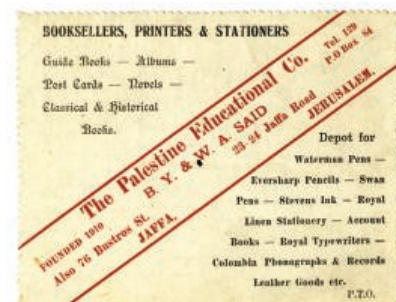 BOOKSELLERS, PRINTERS & STATIONERS
Guide Books — Albums —
Post Cards — Novels —
Classical & Historical
Books.
The Palestine Educational Co.
B. Y. & W. A. SAID
FOUNDED 1910
Also 76 Bustros St.
JAFFA.
Tel. 129
P.O Box 84
23-24 Jaffa Road
JERUSALEM.
Depot for
Waterman Pens —
Eversharp Pencils — Swan
Pens — Stevens Ink — Royal
Linen Stationery — Account
Books — Royal Typewriters —
Colombia Phonographs & Records
Leather Goods etc.
P.T.O.